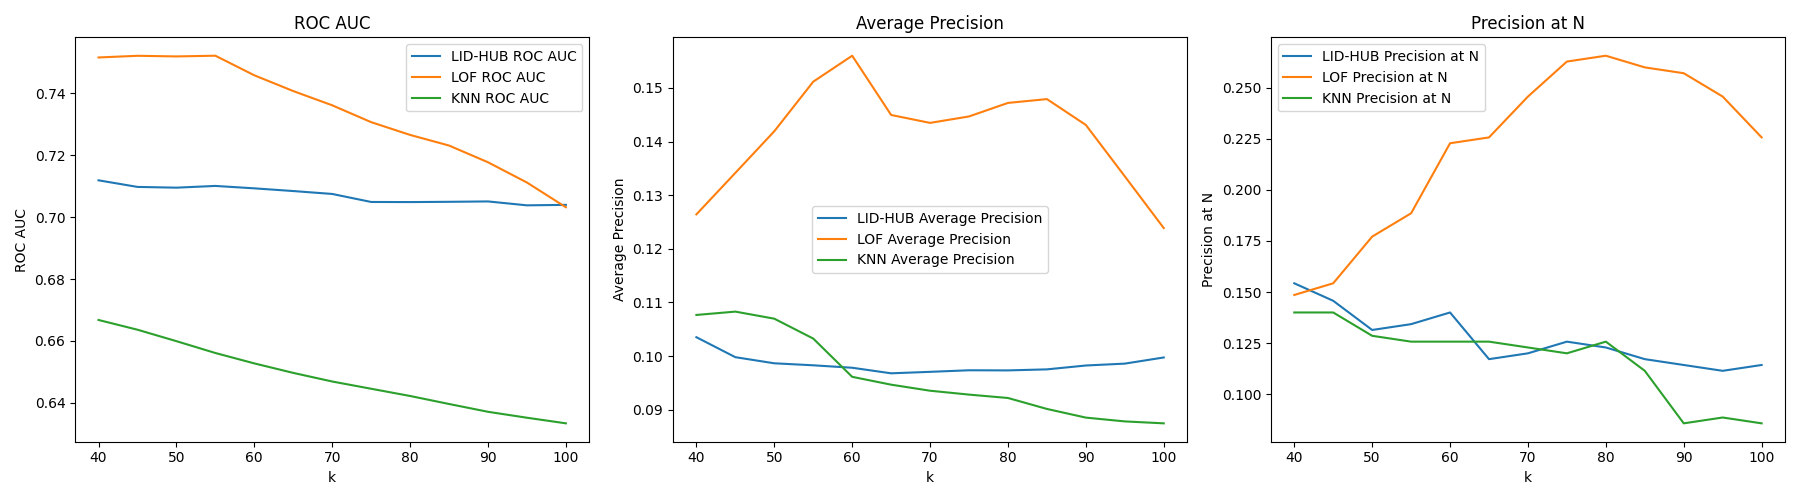 ROC AUC
ROC AUC
0.74
0.72
0.70
0.68
0.66
0.64
LID-HUB ROC AUC
LOF ROC AUC
KNN ROC AUC
40 50 60 70 80 90 100
k
Average Precision
Average Precision
0.15
0.14
0.13
0.12
0.11
0.10
0.09
LID-HUB Average Precision
LOF Average Precision
KNN Average Precision
40 50 60 70 80 90 100
k
Precision at N
Precision at N
0.250
0.225
0.200
0.175
0.150
0.125
0.100
LID-HUB Precision at N
LOF Precision at N
KNN Precision at N
40 50 60 70 80 90 100
k